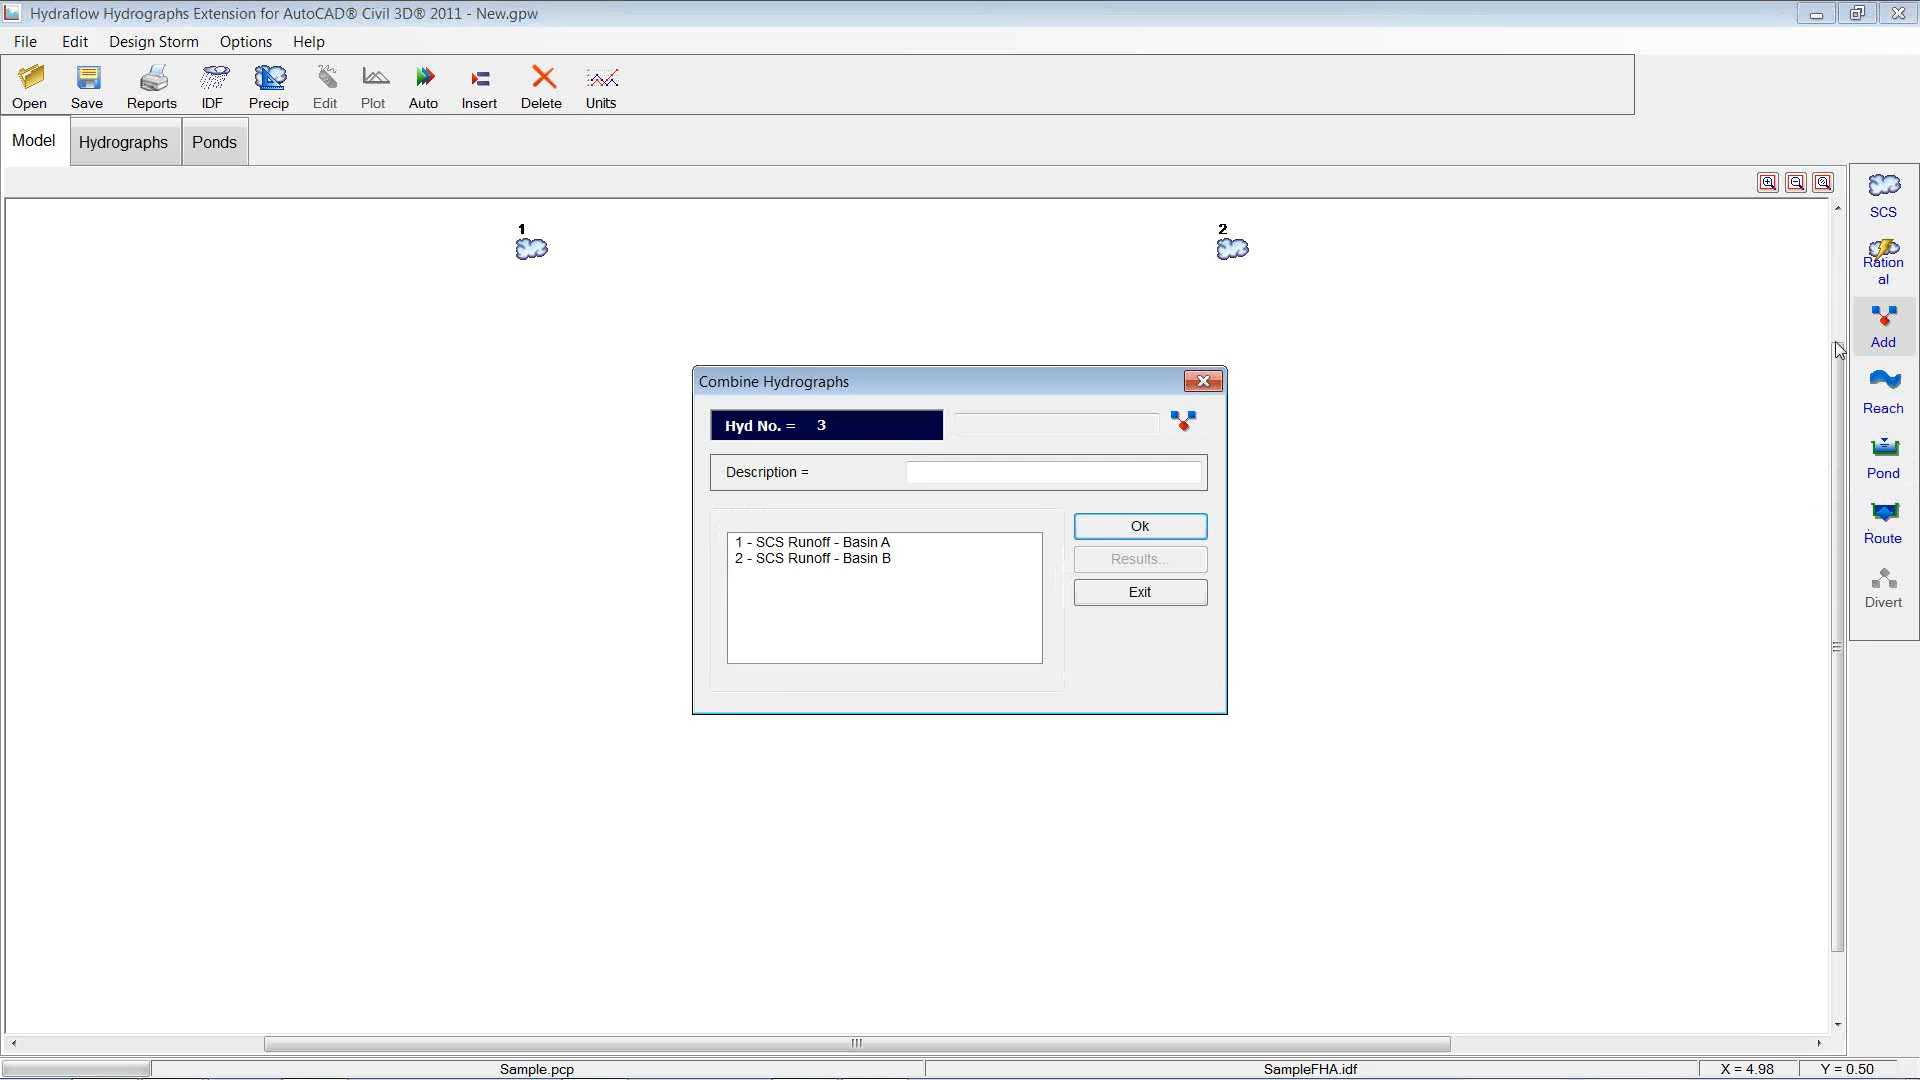 Hydraflow Hydrographs Extension for AutoCAD® Civil 3D® 2011 - New.gpw
File Edit Design Storm Options Help
Open Save Reports IDF Precip Edit Plot Auto Insert Delete Units
Model Hydrographs Ponds
1 2
SCS
Ration
al
Add
Reach
Pond
Route
Divert
Combine Hydrographs
Hyd No. = 3
Description =
1 - SCS Runoff - Basin A
2 - SCS Runoff - Basin B
Ok
Results...
Exit
Sample.pcp SampleFHA.idf X = 4.98 Y = 0.50